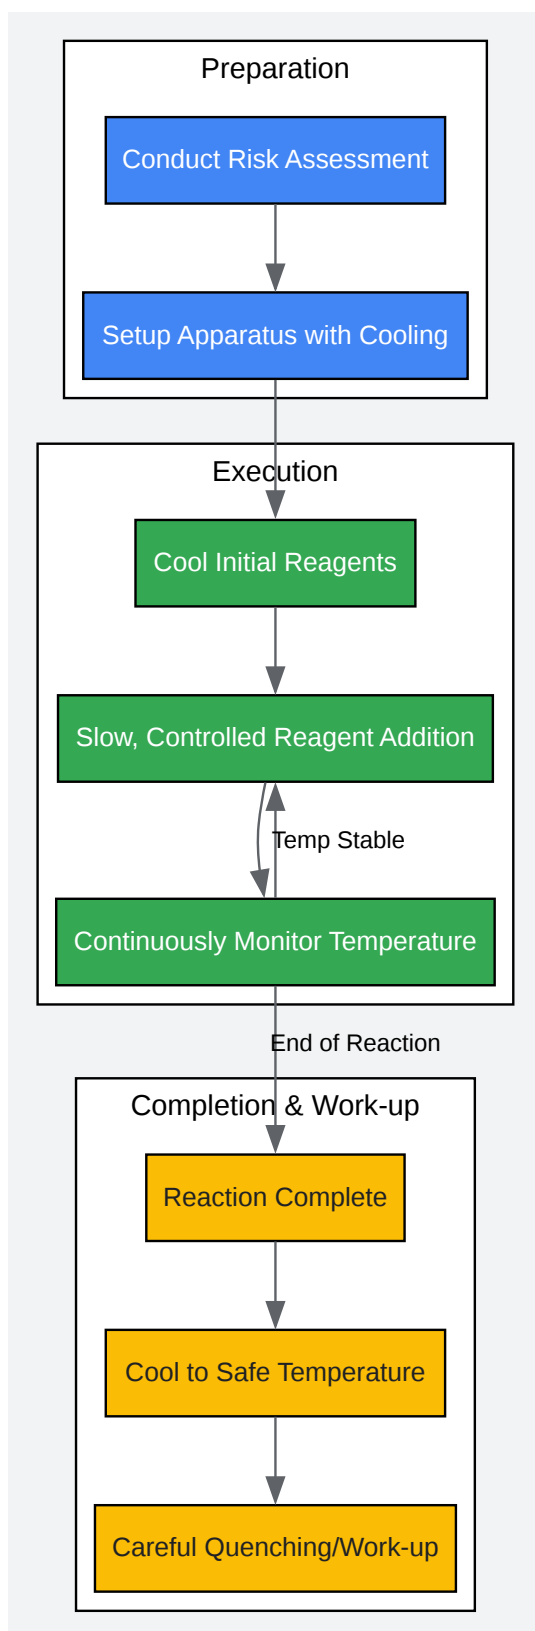 Preparation
Conduct Risk Assessment
Setup Apparatus with Cooling
Execution
Cool Initial Reagents
Slow, Controlled Reagent Addition
Temp Stable
Continuously Monitor Temperature
End of Reaction
Completion & Work-up
Reaction Complete
Cool to Safe Temperature
Careful Quenching/Work-up